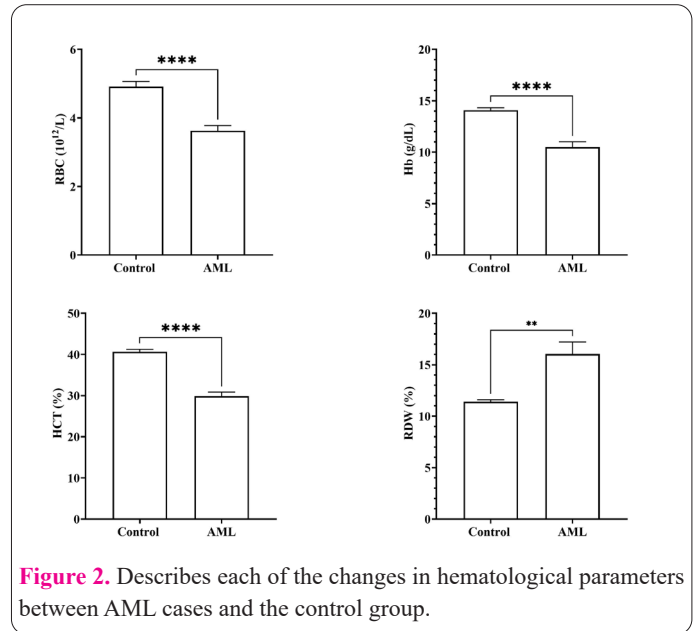 RBC (10¹²/L)
6
4
2
0
****
Control AML
Hb (g/dL)
20
15
10
5
0
****
Control AML
HCT (%)
50
40
30
20
10
0
****
Control AML
RDW (%)
20
15
10
5
0
**
Control AML
Figure 2. Describes each of the changes in hematological parameters
between AML cases and the control group.